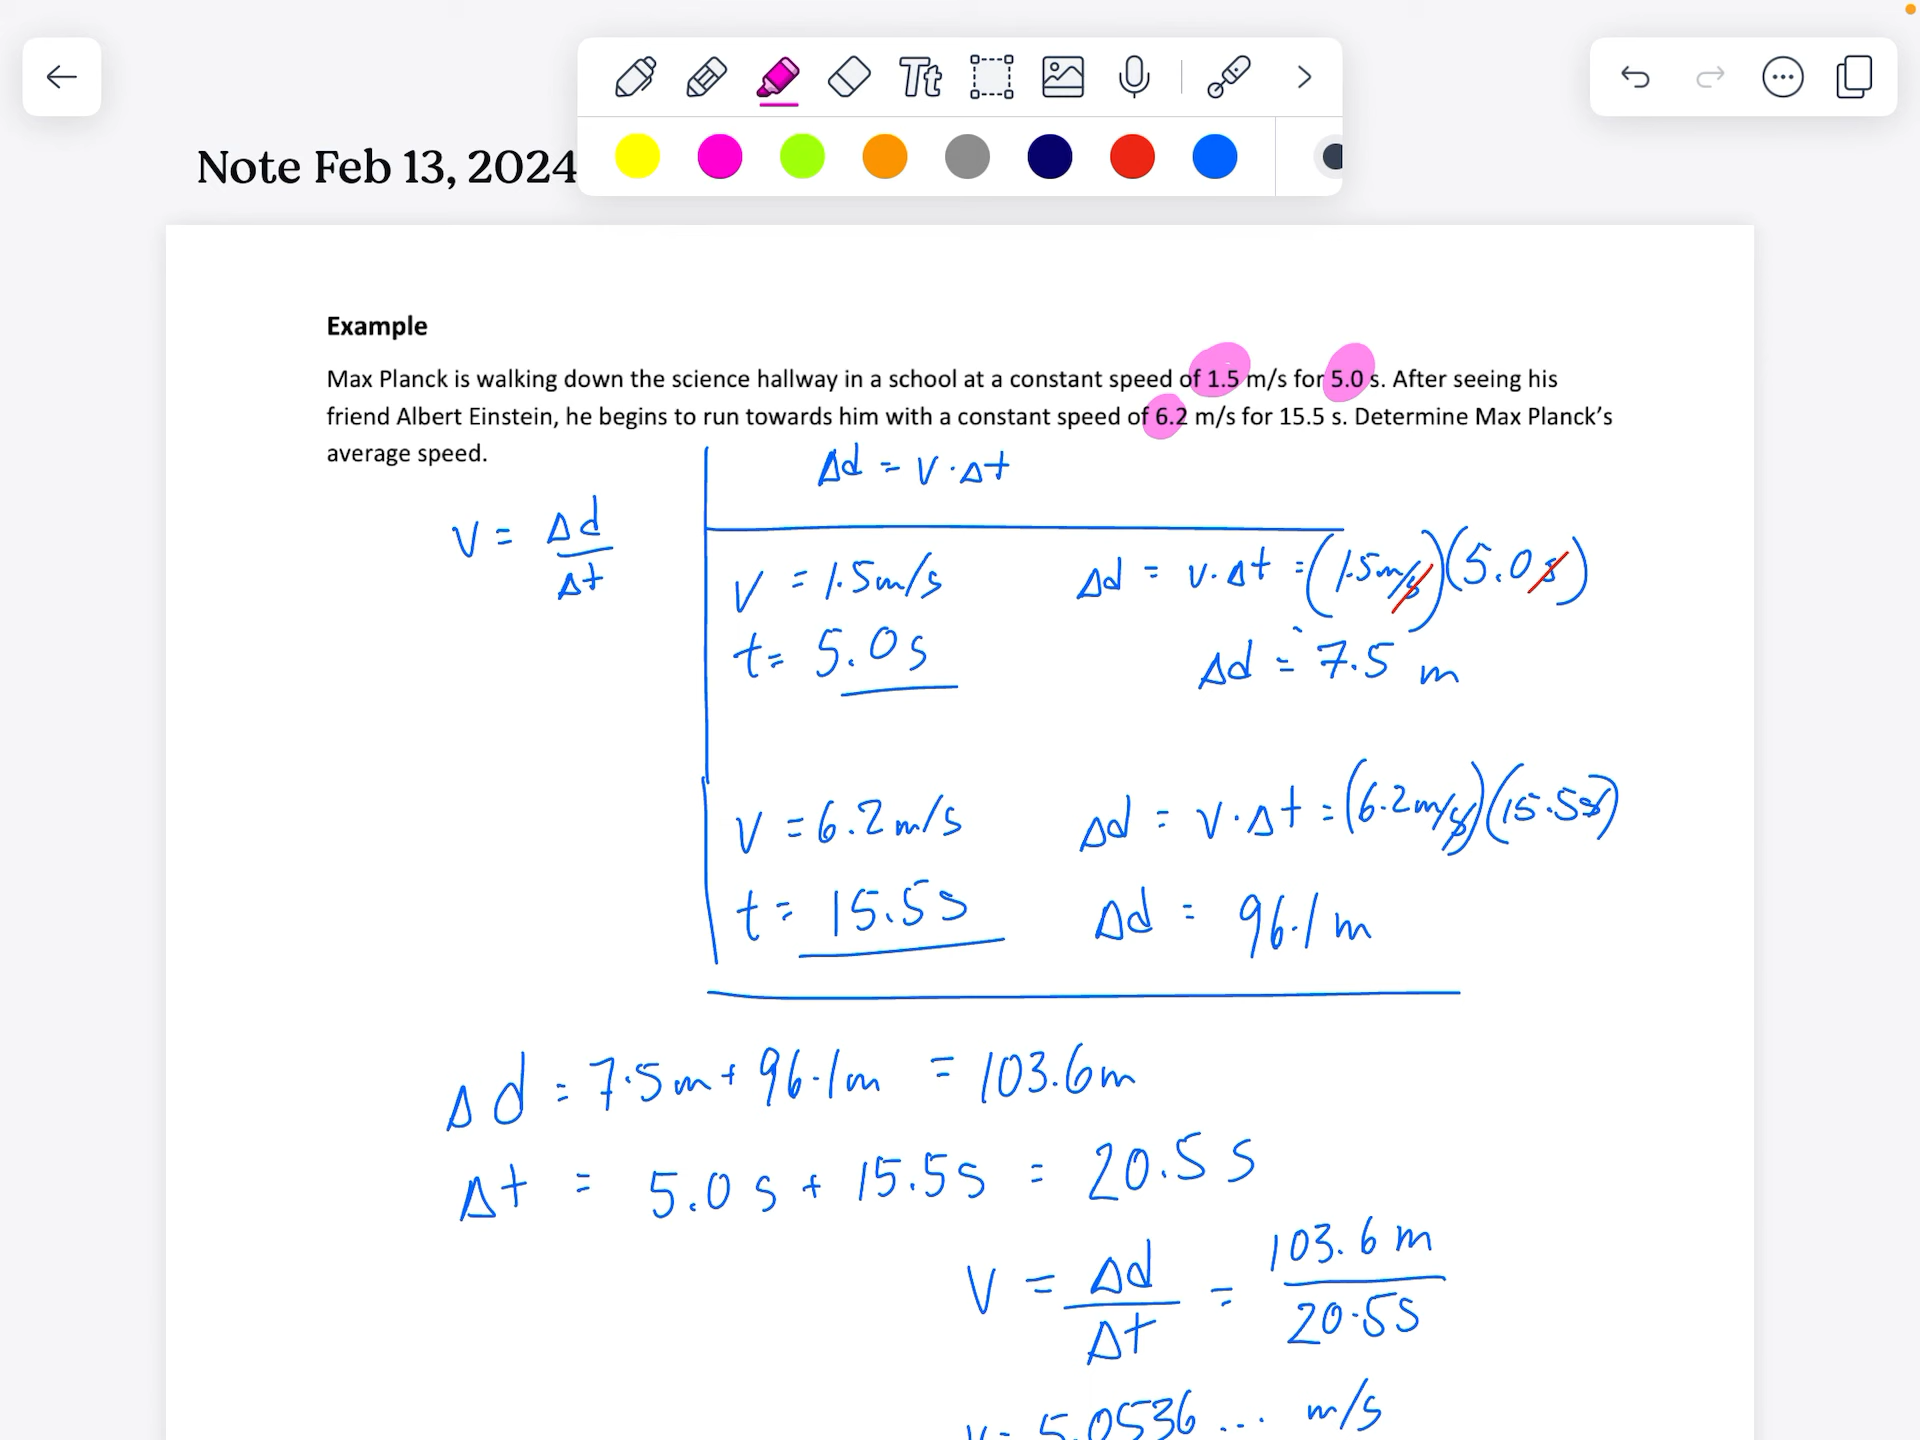 Tt
Note Feb 13, 2024
Example
Max Planck is walking down the science hallway in a school at a constant speed of 1.5 m/s for 5.0 s. After seeing his
friend Albert Einstein, he begins to run towards him with a constant speed of 6.2 m/s for 15.5 s. Determine Max Planck’s
average speed.
Δd = v · Δt
v = Δd / Δt
v = 1.5m/s
Δd = v · Δt = (1.5m/s)(5.0s)
t = 5.0s
Δd = 7.5 m
v = 6.2m/s
Δd = v · Δt = (6.2m/s)(15.5s)
t = 15.5s
Δd = 96.1m
Δd = 7.5m + 96.1m = 103.6m
Δt = 5.0s + 15.5s = 20.5s
v = Δd / Δt = 103.6m / 20.5s
v = 5.0536... m/s